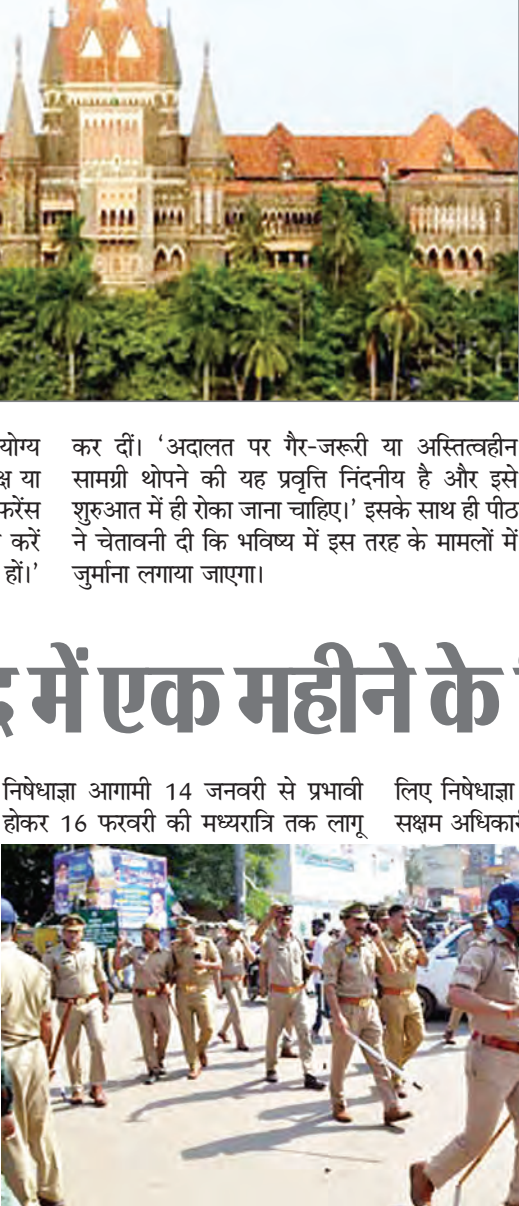 योग्य
क्ष या
फरेंस
करें
हों।’
कर दीं। ‘अदालत पर गैर-जरूरी या अस्तित्वहीन
सामग्री थोपने की यह प्रवृत्ति निंदनीय है और इसे
शुरुआत में ही रोका जाना चाहिए।’ इसके साथ ही पीठ
ने चेतावनी दी कि भविष्य में इस तरह के मामलों में
जुर्माना लगाया जाएगा।
में एक महीने के
निषेधाज्ञा आगामी 14 जनवरी से प्रभावी
होकर 16 फरवरी की मध्यरात्रि तक लागू
लिए निषेधाज्ञा
सक्षम अधिकारी